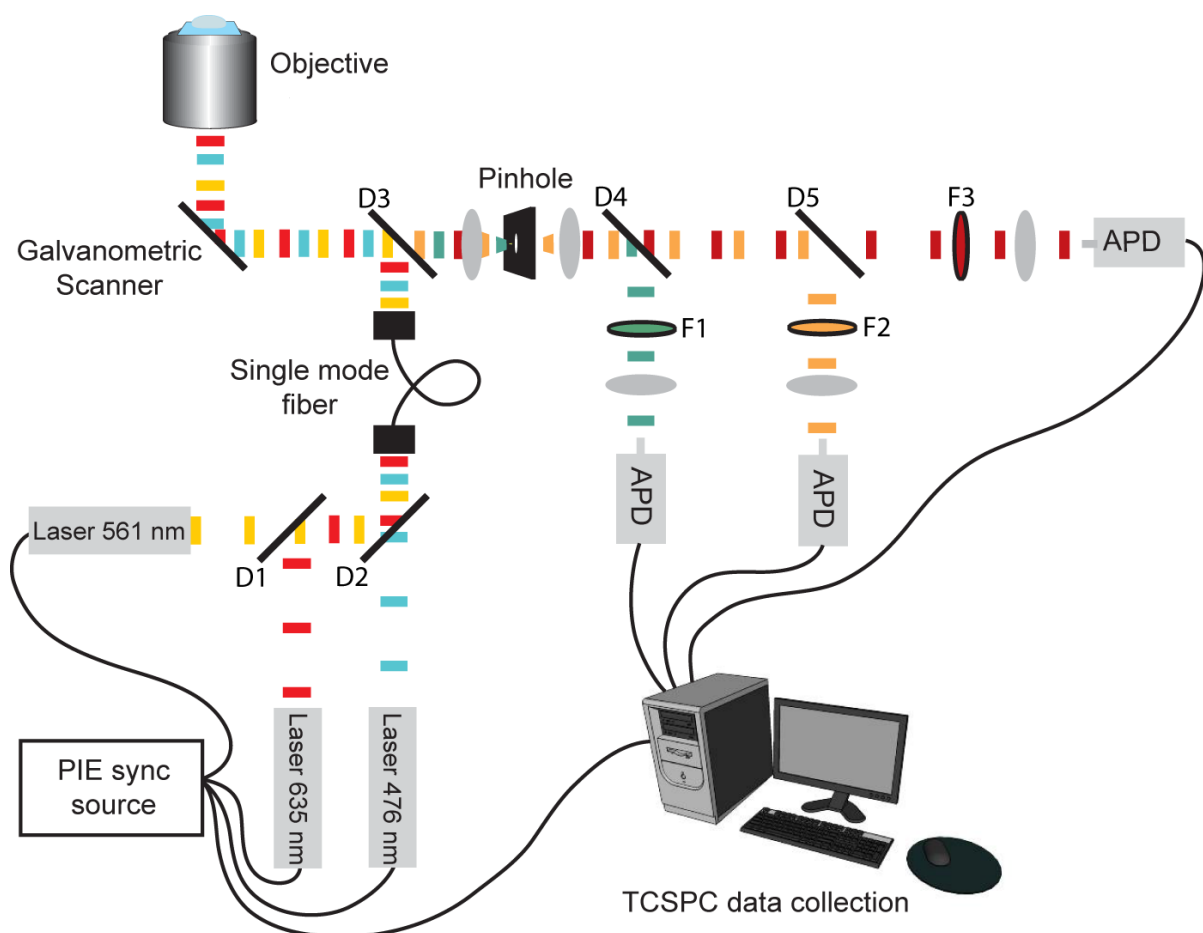 Objective
Pinhole
D3
D4
D5
F3
APD
Galvanometric
Scanner
F1
F2
Single mode
fiber
APD
APD
Laser 561 nm
D1
D2
Laser 635 nm
Laser 476 nm
PIE sync
source
TCSPC data collection